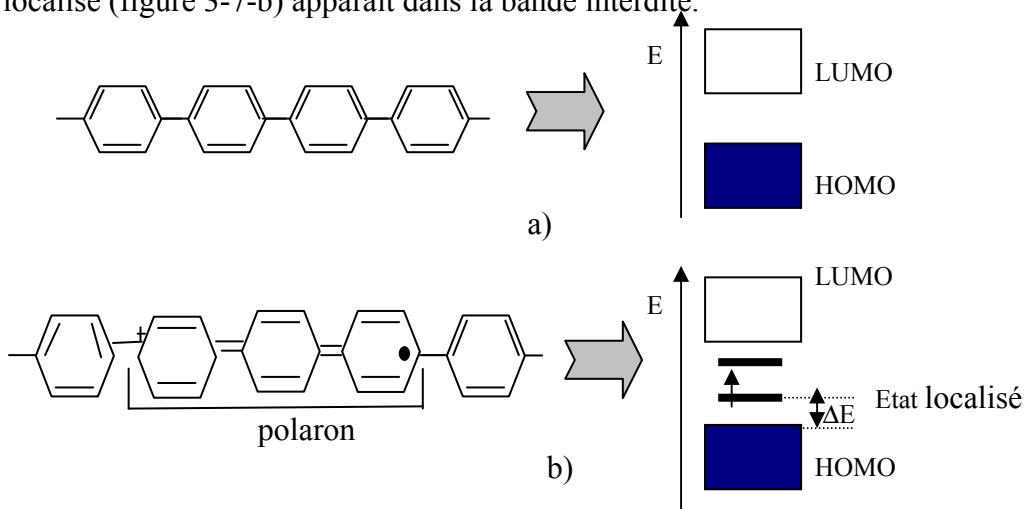 localisé (figure 3-7-b) apparaît dans la bande interdite.
E
LUMO
HOMO
a)
LUMO
E
+
Etat localisé
ΔE
polaron
HOMO
b)